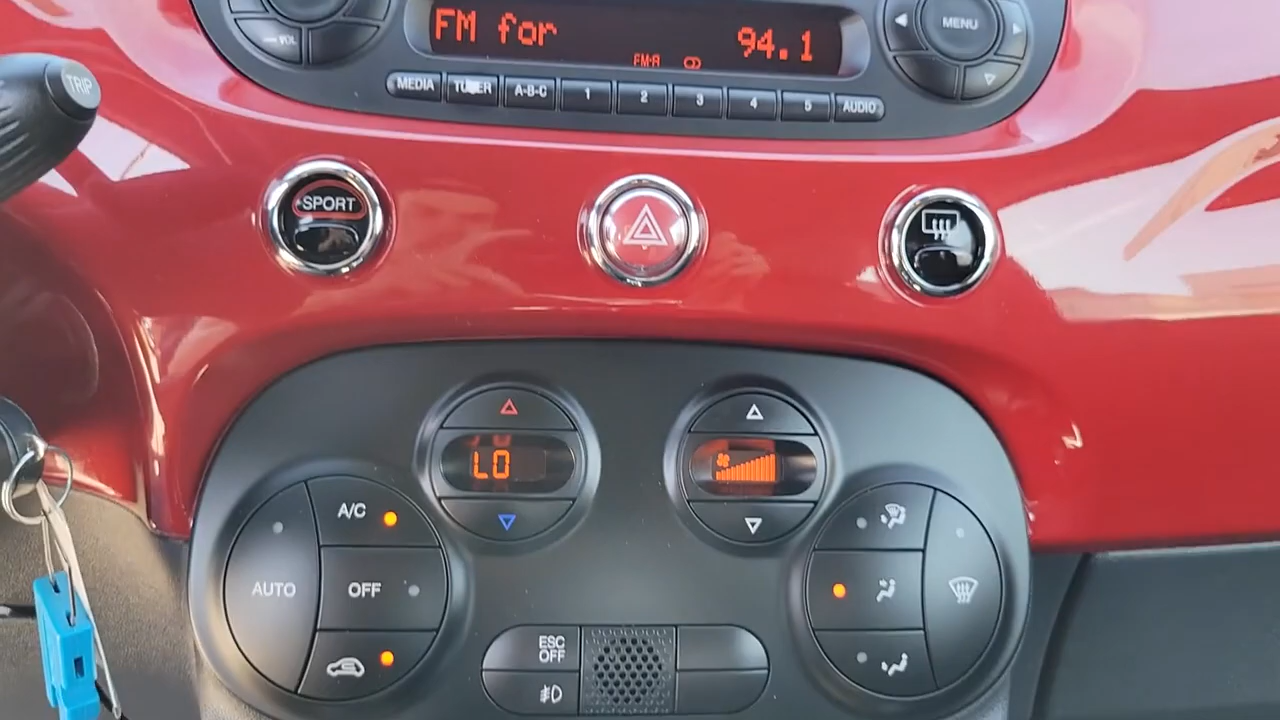 FM for 94.1
FM-A
VOL
MENU
MEDIA TUNER A-B-C 1 2 3 4 5 AUDIO
TRIP
SPORT
LO
A/C
AUTO OFF
ESC
OFF